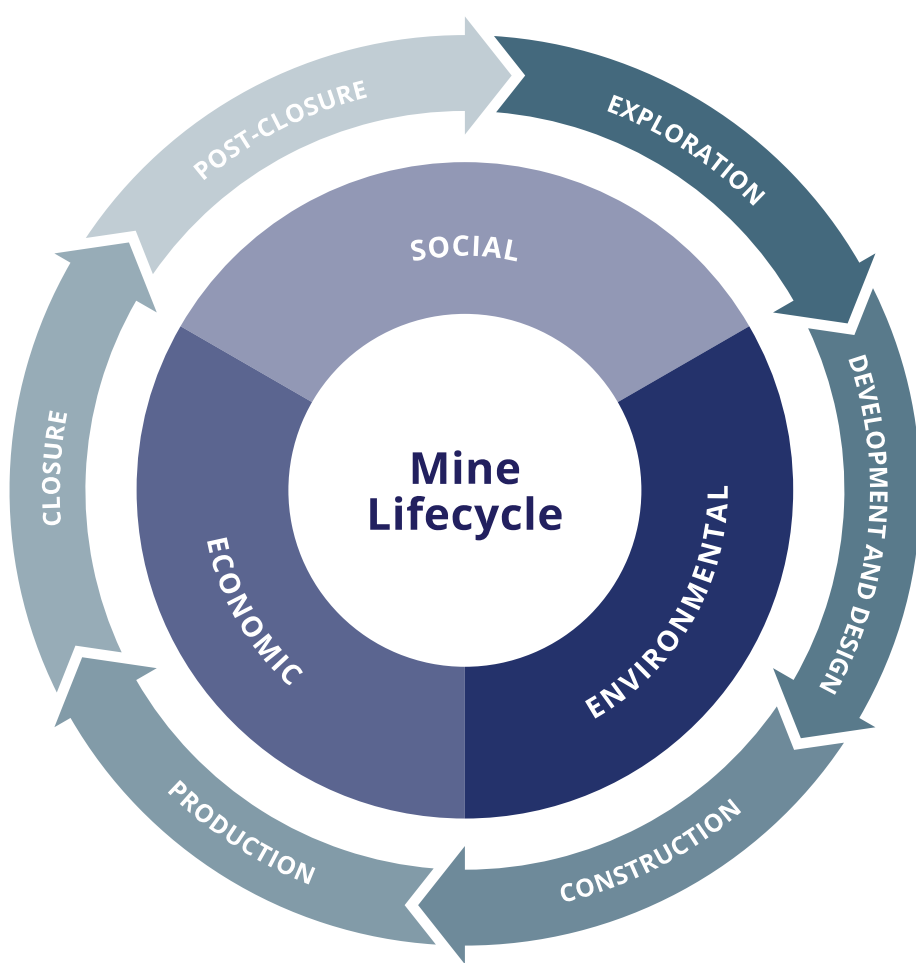 Mine
Lifecycle
SOCIAL
ENVIRONMENTAL
ECONOMIC
EXPLORATION
DEVELOPMENT AND DESIGN
CONSTRUCTION
PRODUCTION
CLOSURE
POST-CLOSURE